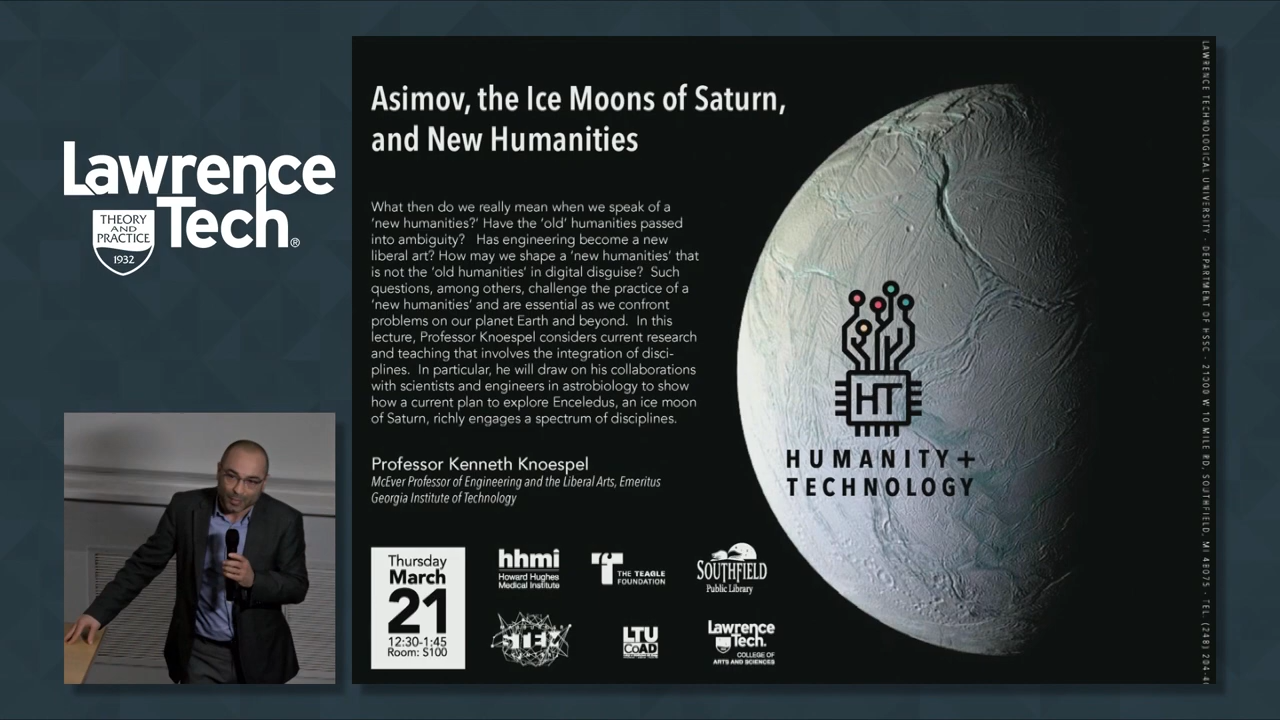 Lawrence
Tech®
THEORY
AND
PRACTICE
1932
Asimov, the Ice Moons of Saturn,
and New Humanities
What then do we really mean when we speak of a
‘new humanities?’ Have the ‘old’ humanities passed
into ambiguity? Has engineering become a new
liberal art? How may we shape a ‘new humanities’ that
is not the ‘old humanities’ in digital disguise? Such
questions, among others, challenge the practice of a
‘new humanities’ and are essential as we confront
problems on our planet Earth and beyond. In this
lecture, Professor Knoespel considers current research
and teaching that involves the integration of disci-
plines. In particular, he will draw on his collaborations
with scientists and engineers in astrobiology to show
how a current plan to explore Enceledus, an ice moon
of Saturn, richly engages a spectrum of disciplines.
Professor Kenneth Knoespel
McEver Professor of Engineering and the Liberal Arts, Emeritus
Georgia Institute of Technology
Thursday
March
21
12:30-1:45
Room: S100
hhmi
Howard Hughes
Medical Institute
T
THE TEAGLE
FOUNDATION
SOUTHFIELD
Public Library
LTU
CoAD
Lawrence
Tech.
COLLEGE OF
ARTS AND SCIENCES
HT
HUMANITY+
TECHNOLOGY
LAWRENCE TECHNOLOGICAL UNIVERSITY - DEPARTMENT OF HSSC - 21000 W 10 MILE RD, SOUTHFIELD, MI 48075 - TEL. (248)